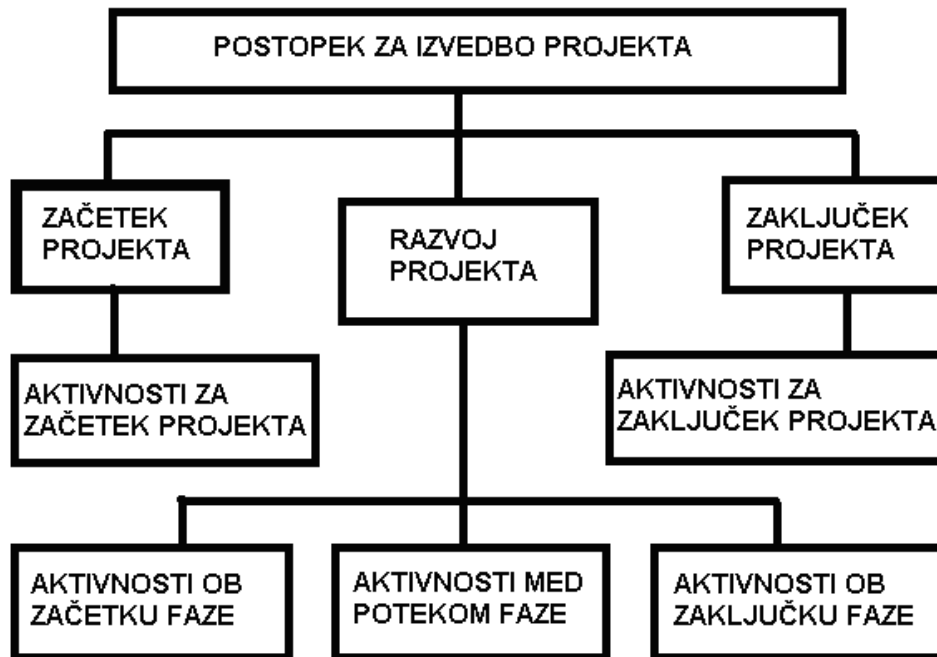 POSTOPEK ZA IZVEDBO PROJEKTA
ZAČETEK
PROJEKTA
RAZVOJ
PROJEKTA
ZAKLJUČEK
PROJEKTA
AKTIVNOSTI ZA
ZAČETEK PROJEKTA
AKTIVNOSTI ZA
ZAKLJUČEK PROJEKTA
AKTIVNOSTI OB
ZAČETKU FAZE
AKTIVNOSTI MED
POTEKOM FAZE
AKTIVNOSTI OB
ZAKLJUČKU FAZE